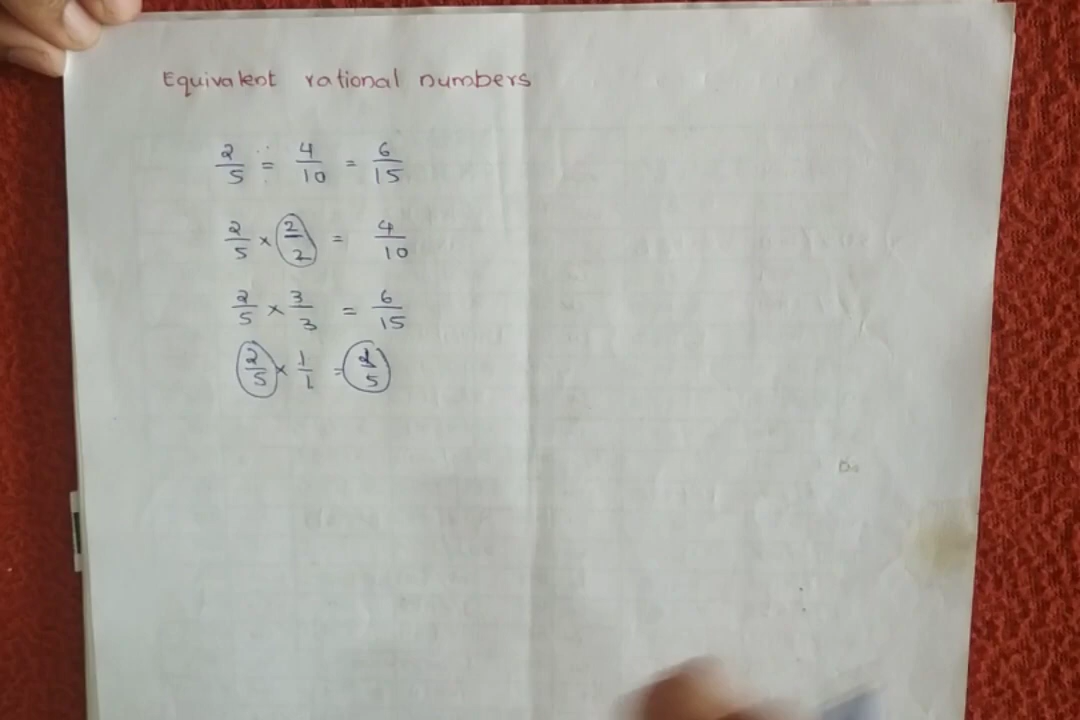 Equivalent rational numbers
2/5 = 4/10 = 6/15
2/5 × 2/2 = 4/10
2/5 × 3/3 = 6/15
2/5 × 1/1 = 2/5